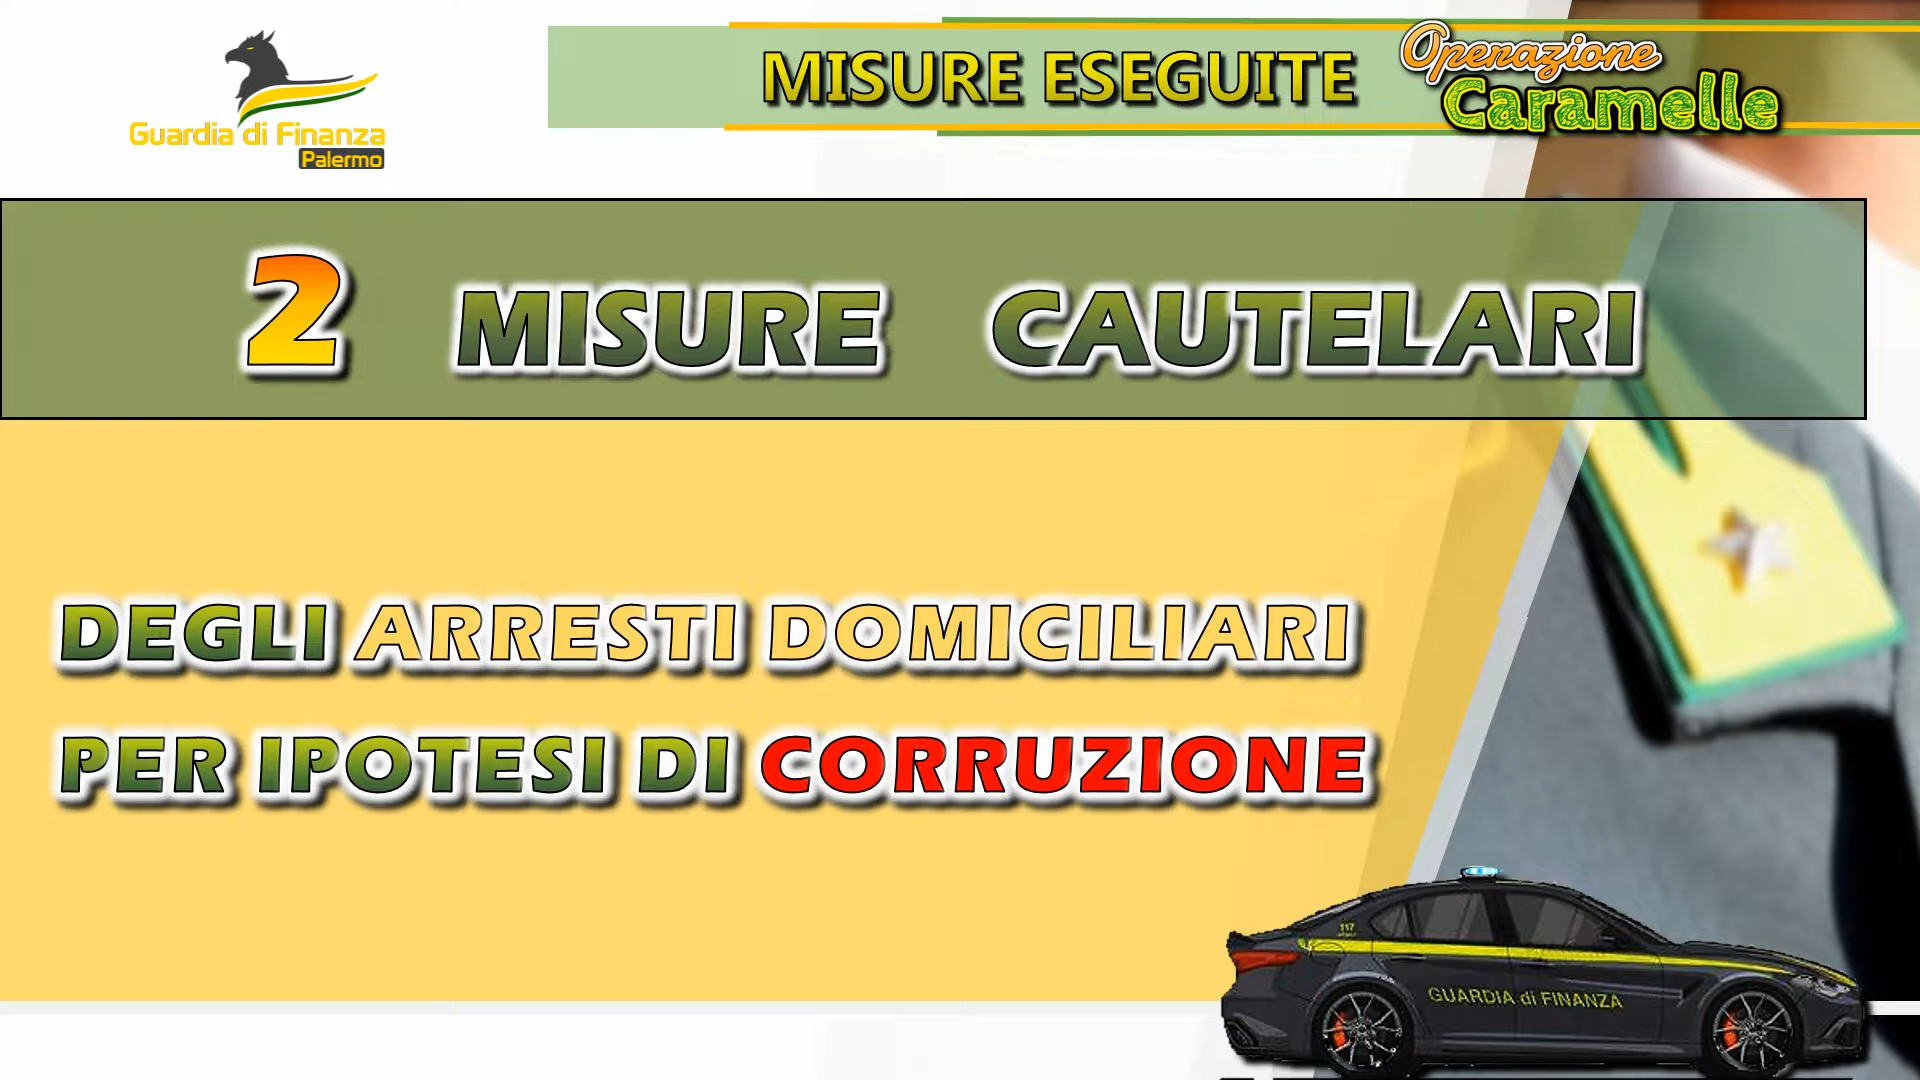 Guardia di Finanza
Palermo
MISURE ESEGUITE
Operazione
Caramelle
2 MISURE CAUTELARI
DEGLI ARRESTI DOMICILIARI
PER IPOTESI DI CORRUZIONE
117
GUARDIA di FINANZA